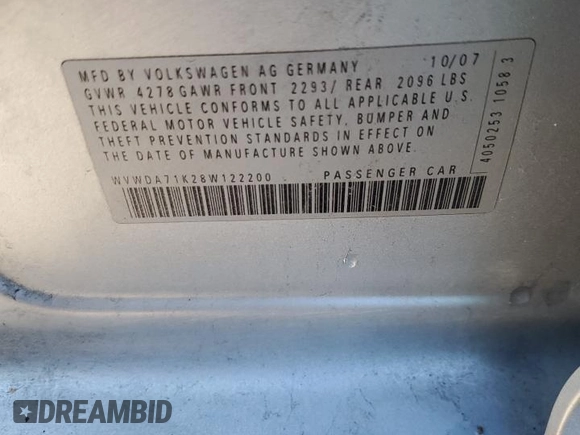 MFD BY VOLKSWAGEN AG GERMANY 10/07
GVWR 4278 GAWR FRONT 2293/ REAR 2096 LBS
THIS VEHICLE CONFORMS TO ALL APPLICABLE U.S.
FEDERAL MOTOR VEHICLE SAFETY, BUMPER AND
THEFT PREVENTION STANDARDS IN EFFECT ON
THE DATE OF MANUFACTURE SHOWN ABOVE.
WVWDA71K28W122200 PASSENGER CAR
4050253 1058 3
DREAMBID